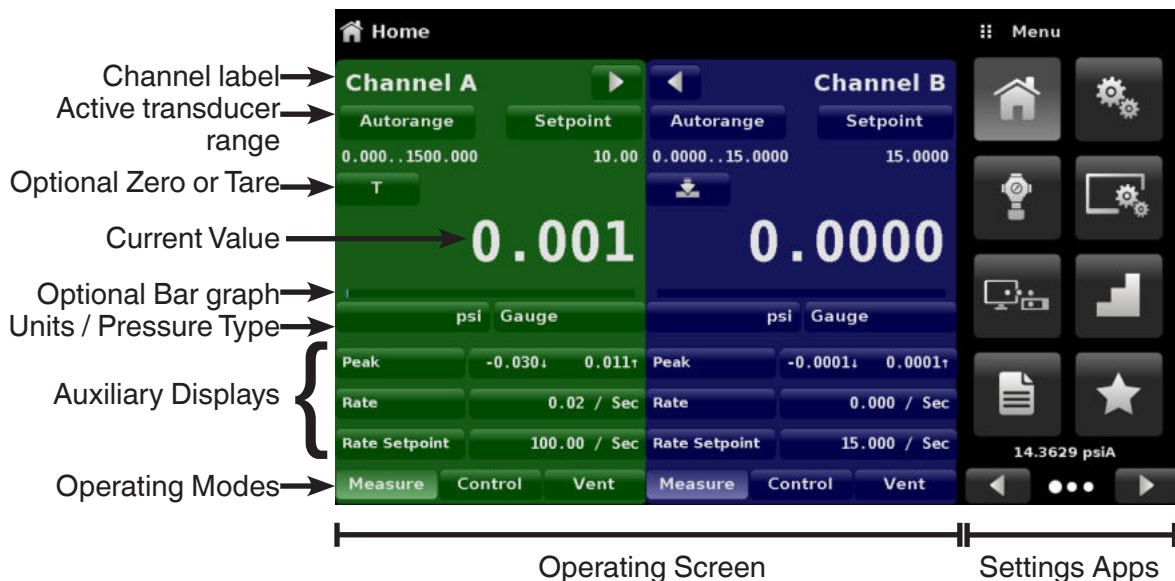 Home
Menu
Channel label
Channel A
Channel B
Active transducer
range
Autorange
Setpoint
Autorange
Setpoint
0.000..1500.000
10.00
0.0000..15.0000
15.0000
Optional Zero or Tare
T
Current Value
0.001
0.0000
Optional Bar graph
Units / Pressure Type
psi
Gauge
psi
Gauge
Auxiliary Displays
Peak
-0.030↓
0.011↑
Peak
-0.0001↓
0.0001↑
Rate
0.02 / Sec
Rate
0.000 / Sec
Rate Setpoint
100.00 / Sec
Rate Setpoint
15.000 / Sec
14.3629 psiA
Operating Modes
Measure
Control
Vent
Measure
Control
Vent
Operating Screen
Settings Apps